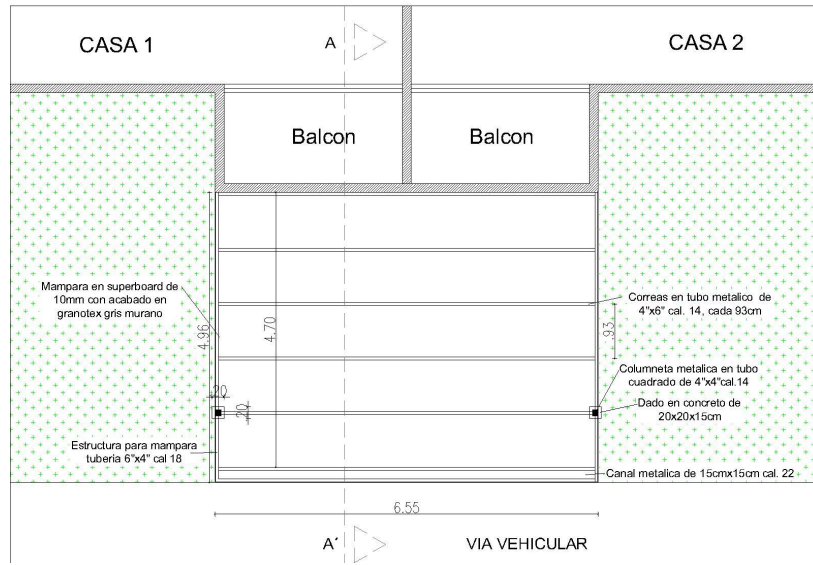 CASA 1
A
CASA 2
Balcon
Balcon
Mampara en superboard de
10mm con acabado en
granotex gris murano
4.96
4.70
Correas en tubo metalico de
4"x6" cal. 14, cada 93cm
.93
Columneta metalica en tubo
cuadrado de 4"x4"cal.14
Dado en concreto de
20x20x15cm
.20
.20
Estructura para mampara
tuberia 6"x4" cal 18
Canal metalica de 15cmx15cm cal. 22
6.55
A´
VIA VEHICULAR